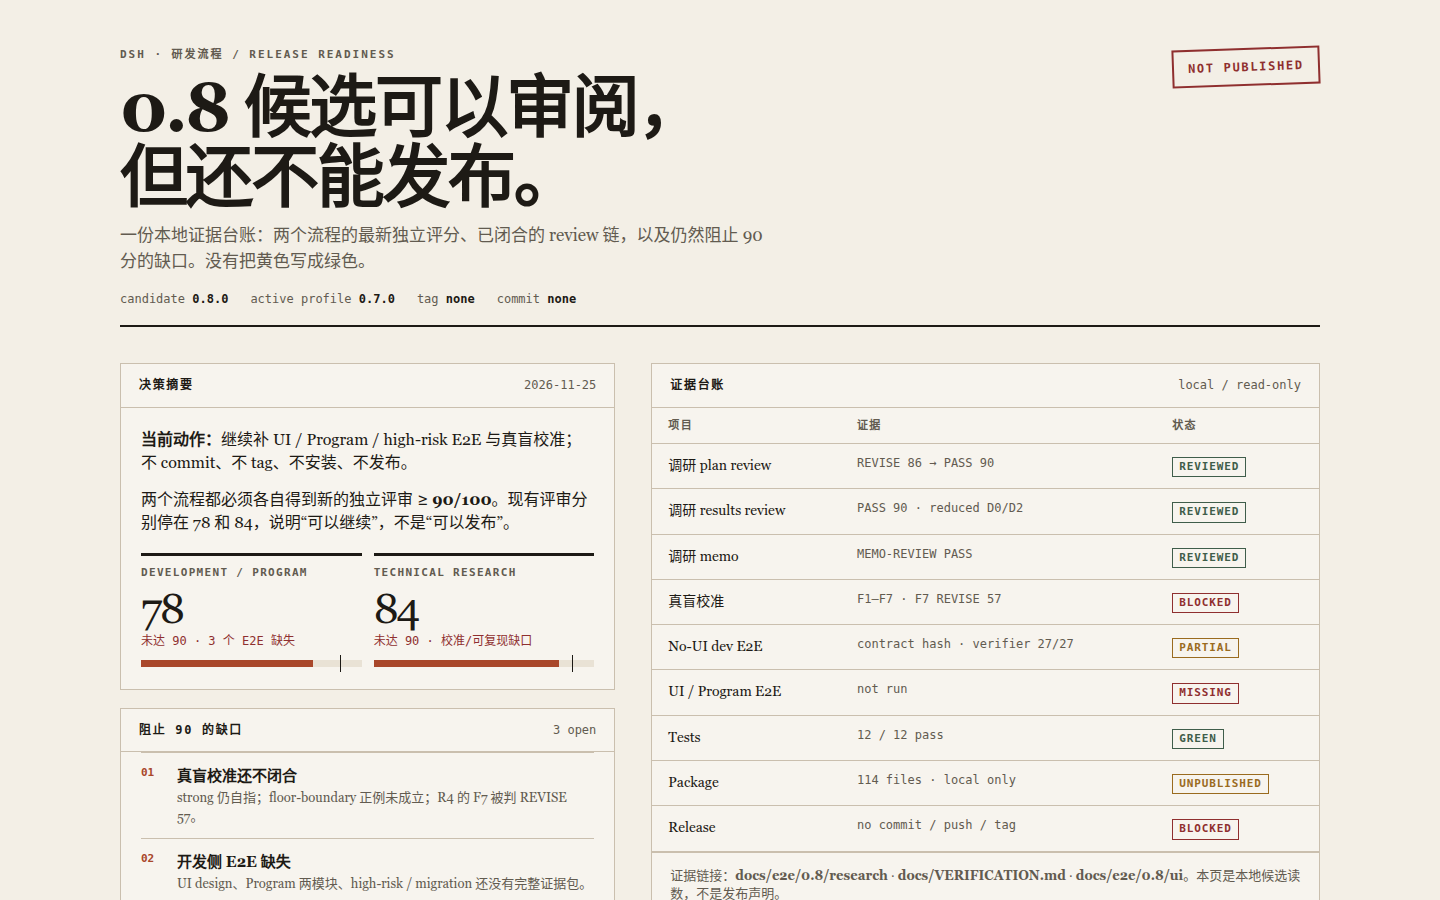 DSH · 研发流程 / RELEASE READINESS
NOT PUBLISHED
0.8 候选可以审阅，
但还不能发布。
一份本地证据台账：两个流程的最新独立评分、已闭合的 review 链，以及仍然阻止 90
分的缺口。没有把黄色写成绿色。
candidate 0.8.0 active profile 0.7.0 tag none commit none
决策摘要 2026-11-25
当前动作：继续补 UI / Program / high-risk E2E 与真盲校准；
不 commit、不 tag、不安装、不发布。
两个流程都必须各自得到新的独立评审 ≥ 90/100。现有评审分
别停在 78 和 84，说明“可以继续”，不是“可以发布”。
DEVELOPMENT / PROGRAM
78
未达 90 · 3 个 E2E 缺失
TECHNICAL RESEARCH
84
未达 90 · 校准/可复现缺口
阻止 90 的缺口 3 open
01 真盲校准还不闭合
strong 仍自指；floor-boundary 正例未成立；R4 的 F7 被判 REVISE
57。
02 开发侧 E2E 缺失
UI design、Program 两模块、high-risk / migration 还没有完整证据包。
证据台账 local / read-only
项目 证据 状态
调研 plan review REVISE 86 → PASS 90 REVIEWED
调研 results review PASS 90 · reduced D0/D2 REVIEWED
调研 memo MEMO-REVIEW PASS REVIEWED
真盲校准 F1–F7 · F7 REVISE 57 BLOCKED
No-UI dev E2E contract hash · verifier 27/27 PARTIAL
UI / Program E2E not run MISSING
Tests 12 / 12 pass GREEN
Package 114 files · local only UNPUBLISHED
Release no commit / push / tag BLOCKED
证据链接：docs/e2e/0.8/research · docs/VERIFICATION.md · docs/e2e/0.8/ui。本页是本地候选读
数，不是发布声明。